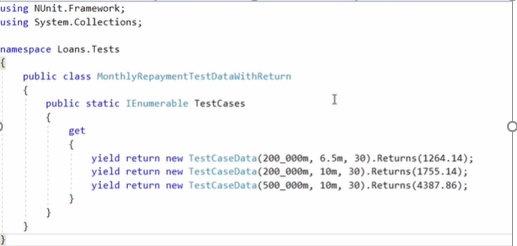 using NUnit.Framework;
using System.Collections;
namespace Loans.Tests
{
public class MonthlyRepaymentTestDataWithReturn
{
public static IEnumerable TestCases
{
get
{
yield return new TestCaseData(200_000m, 6.5m, 30).Returns(1264.14);
yield return new TestCaseData(200_000m, 10m, 30).Returns(1755.14);
yield return new TestCaseData(500_000m, 10m, 30).Returns(4387.86);
}
}
}
}